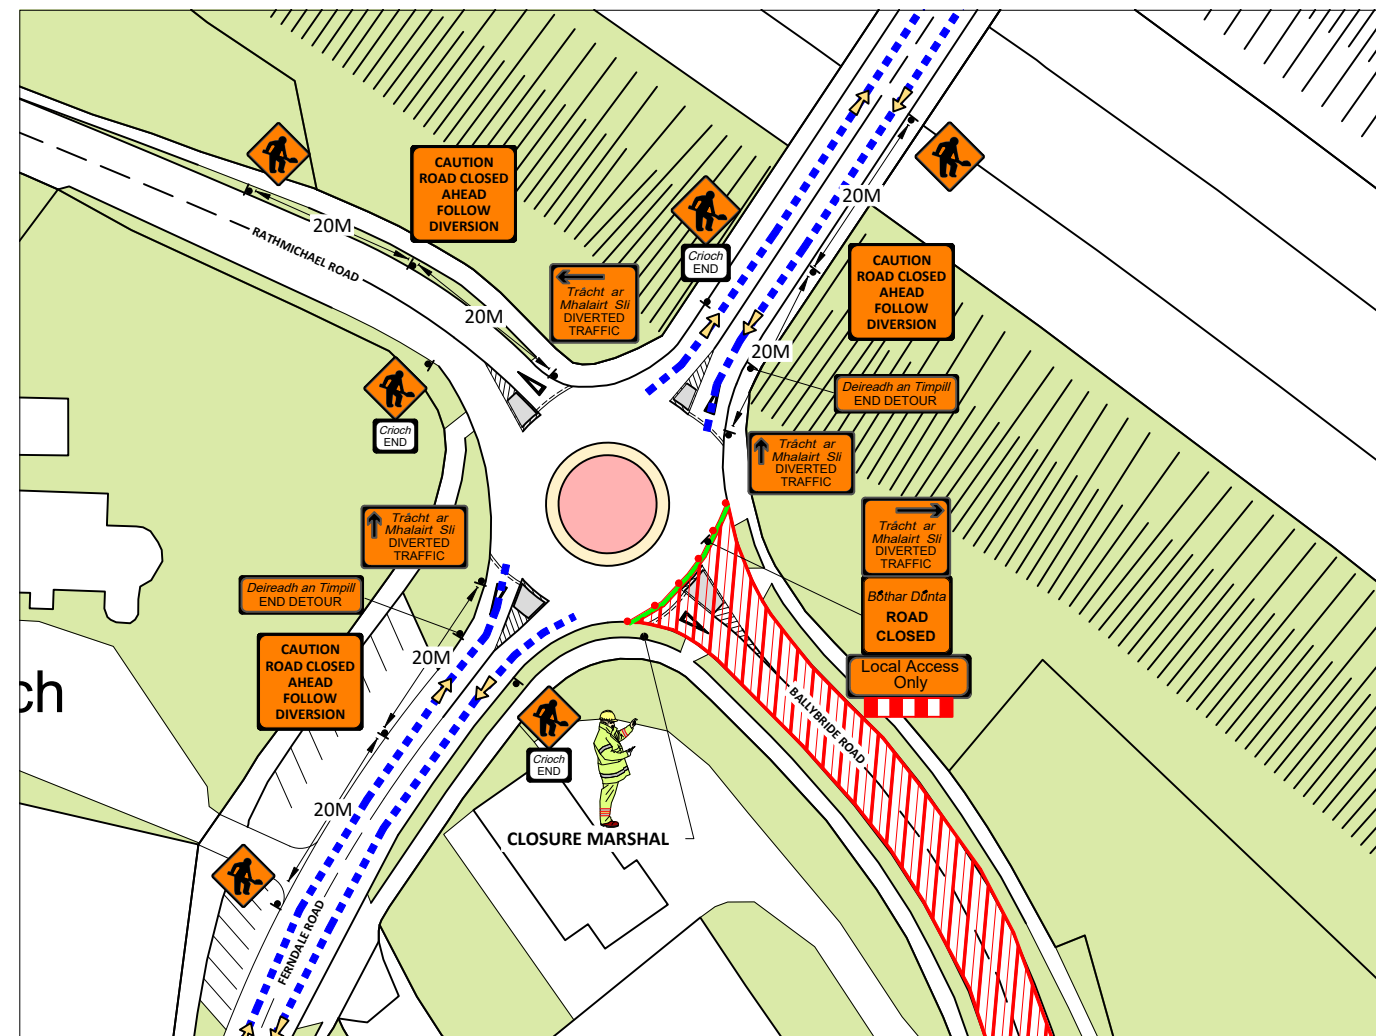 CAUTION
ROAD CLOSED
AHEAD
FOLLOW
DIVERSION
20M
RATHMICHAEL ROAD
20M
Trácht ar
Mhalairt Slí
DIVERTED
TRAFFIC
Críoch
END
20M
CAUTION
ROAD CLOSED
AHEAD
FOLLOW
DIVERSION
20M
Deireadh an Timpill
END DETOUR
Críoch
END
Trácht ar
Mhalairt Slí
DIVERTED
TRAFFIC
Trácht ar
Mhalairt Slí
DIVERTED
TRAFFIC
Trácht ar
Mhalairt Slí
DIVERTED
TRAFFIC
Deireadh an Timpill
END DETOUR
Bóthar Dúnta
ROAD
CLOSED
Local Access
Only
CAUTION
ROAD CLOSED
AHEAD
FOLLOW
DIVERSION
20M
ch
BALLYBRIDE ROAD
Críoch
END
20M
CLOSURE MARSHAL
FERNDALE ROAD